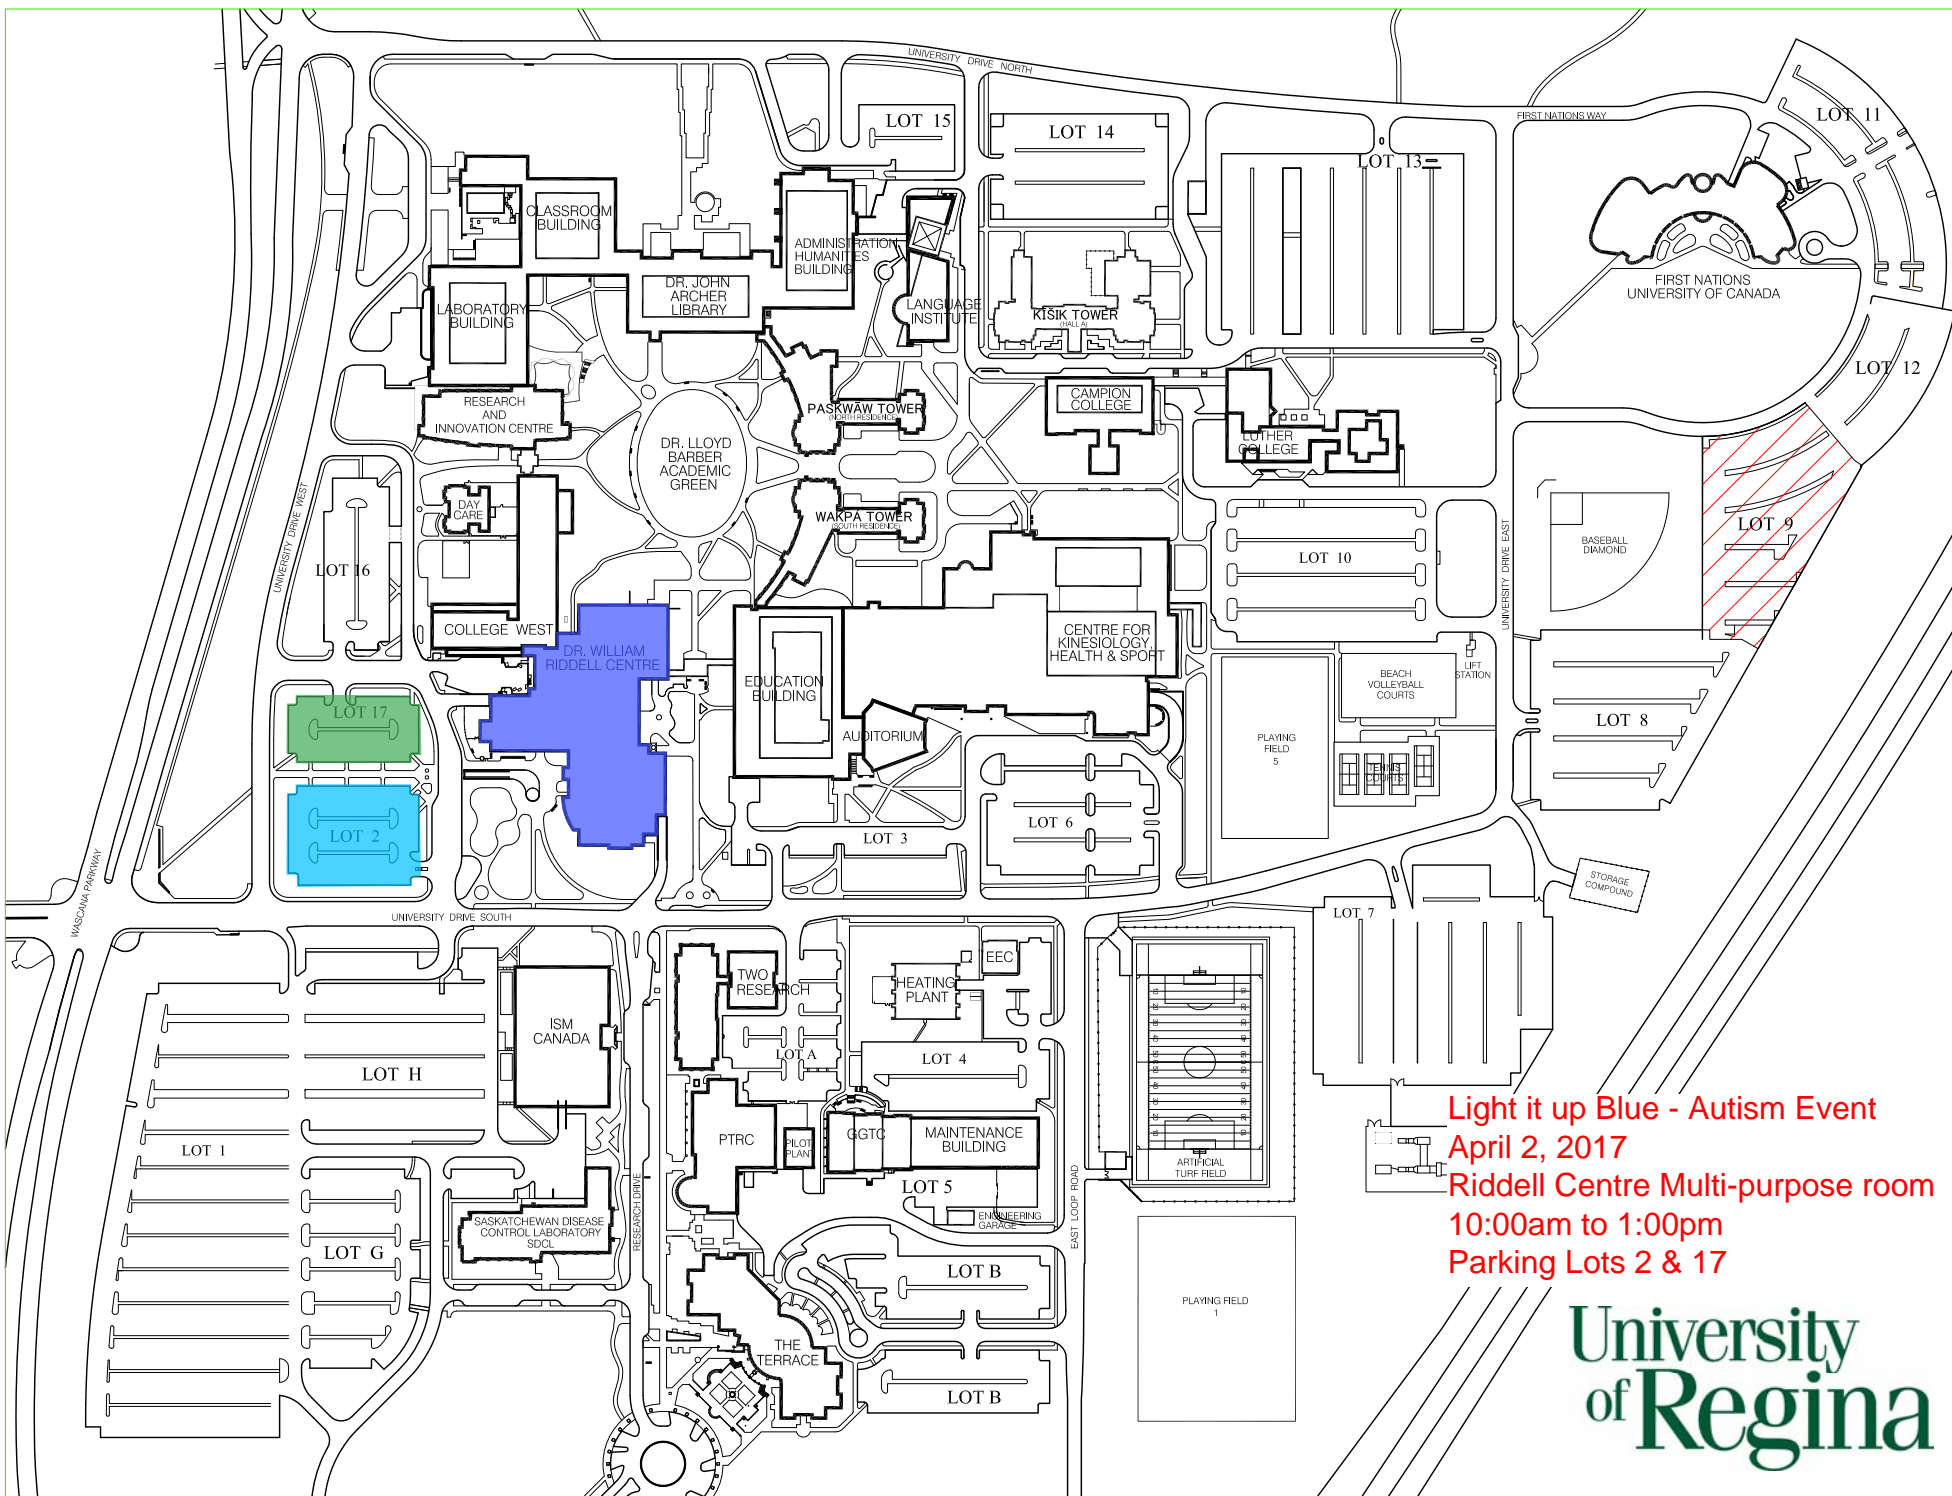 UNIVERSITY DRIVE NORTH
FIRST NATIONS WAY
LOT 11
LOT 15
LOT 14
LOT 13
CLASSROOM
BUILDING
ADMINISTRATION
HUMANITIES
BUILDING
DR. JOHN
ARCHER
LIBRARY
LABORATORY
BUILDING
LANGUAGE
INSTITUTE
KĪŠIK TOWER
(HALL A)
FIRST NATIONS
UNIVERSITY OF CANADA
LOT 12
RESEARCH
AND
INNOVATION CENTRE
PASKWĀW TOWER
(NORTH RESIDENCE)
CAMPION
COLLEGE
LUTHER
COLLEGE
DR. LLOYD
BARBER
ACADEMIC
GREEN
DAY
CARE
WAKPÁ TOWER
(SOUTH RESIDENCE)
UNIVERSITY DRIVE WEST
LOT 16
LOT 10
UNIVERSITY DRIVE EAST
BASEBALL
DIAMOND
LOT 9
COLLEGE WEST
DR. WILLIAM
RIDDELL CENTRE
CENTRE FOR
KINESIOLOGY,
HEALTH & SPORT
EDUCATION
BUILDING
AUDITORIUM
BEACH
VOLLEYBALL
COURTS
LIFT
STATION
LOT 17
PLAYING
FIELD
5
TENNIS
COURTS
LOT 8
LOT 2
LOT 3
LOT 6
WASCANA PARKWAY
UNIVERSITY DRIVE SOUTH
STORAGE
COMPOUND
LOT 7
TWO
RESEARCH
HEATING
PLANT
EEC
ISM
CANADA
LOT A
LOT 4
LOT H
LOT 1
PTRC
PILOT
PLANT
GGTC
MAINTENANCE
BUILDING
ARTIFICIAL
TURF FIELD
LOT 5
ENGINEERING
GARAGE
EAST LOOP ROAD
RESEARCH DRIVE
SASKATCHEWAN DISEASE
CONTROL LABORATORY
SDCL
LOT G
LOT B
THE
TERRACE
LOT B
PLAYING FIELD
1
Light it up Blue - Autism Event
April 2, 2017
Riddell Centre Multi-purpose room
10:00am to 1:00pm
Parking Lots 2 & 17
University
of Regina